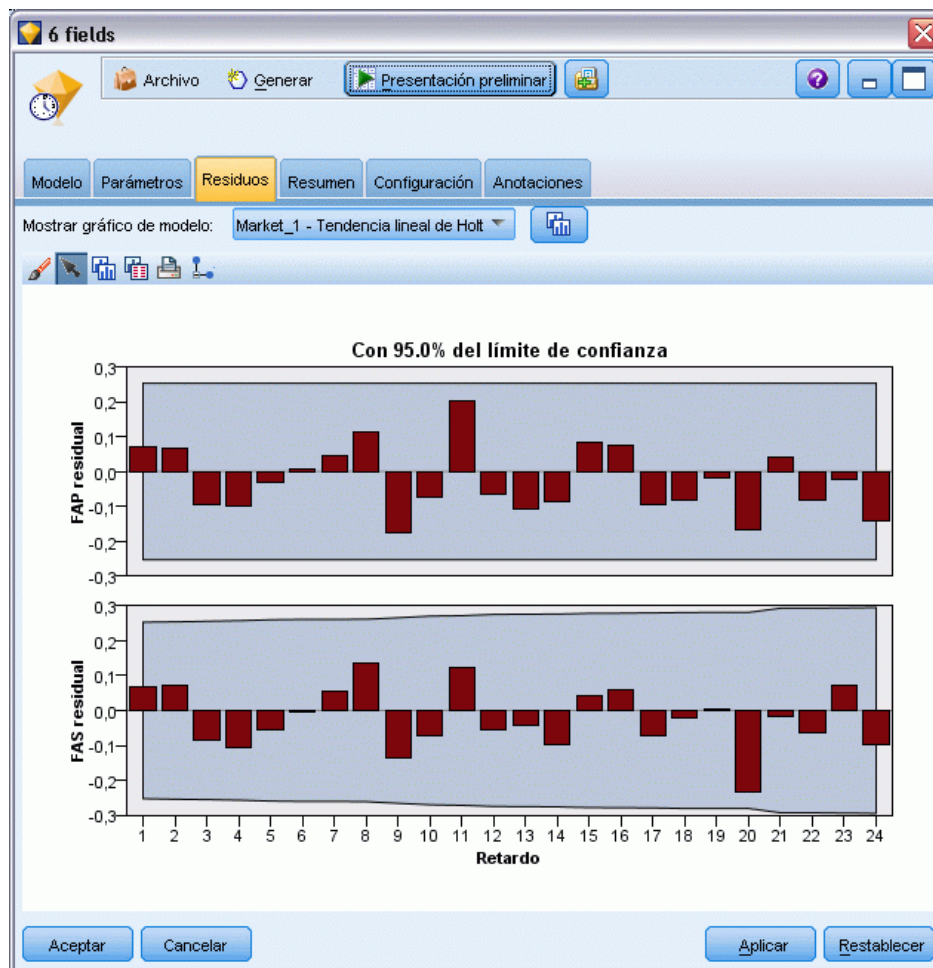 6 fields
Archivo Generar Presentación preliminar
Modelo Parámetros Residuos Resumen Configuración Anotaciones
Mostrar gráfico de modelo: Market_1 - Tendencia lineal de Holt
Con 95.0% del límite de confianza
FAP residual
0,3
0,2
0,1
0,0
-0,1
-0,2
-0,3
FAS residual
0,3
0,2
0,1
0,0
-0,1
-0,2
-0,3
1 2 3 4 5 6 7 8 9 10 11 12 13 14 15 16 17 18 19 20 21 22 23 24
Retardo
Aceptar Cancelar Aplicar Restablecer